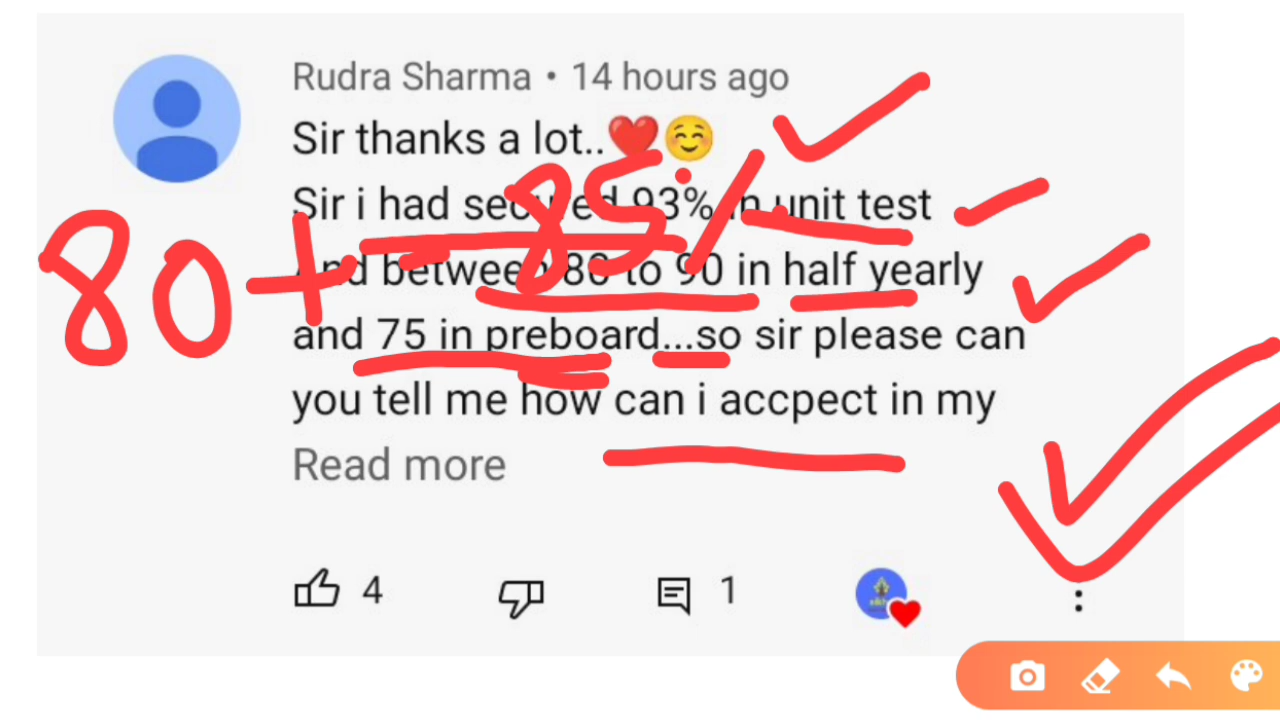 Rudra Sharma • 14 hours ago
Sir thanks a lot..❤️☺️
Sir i had secured 93% in unit test
And between 80 to 90 in half yearly
and 75 in preboard...so sir please can
you tell me how can i accpect in my
Read more
80+ - 85%
4 1